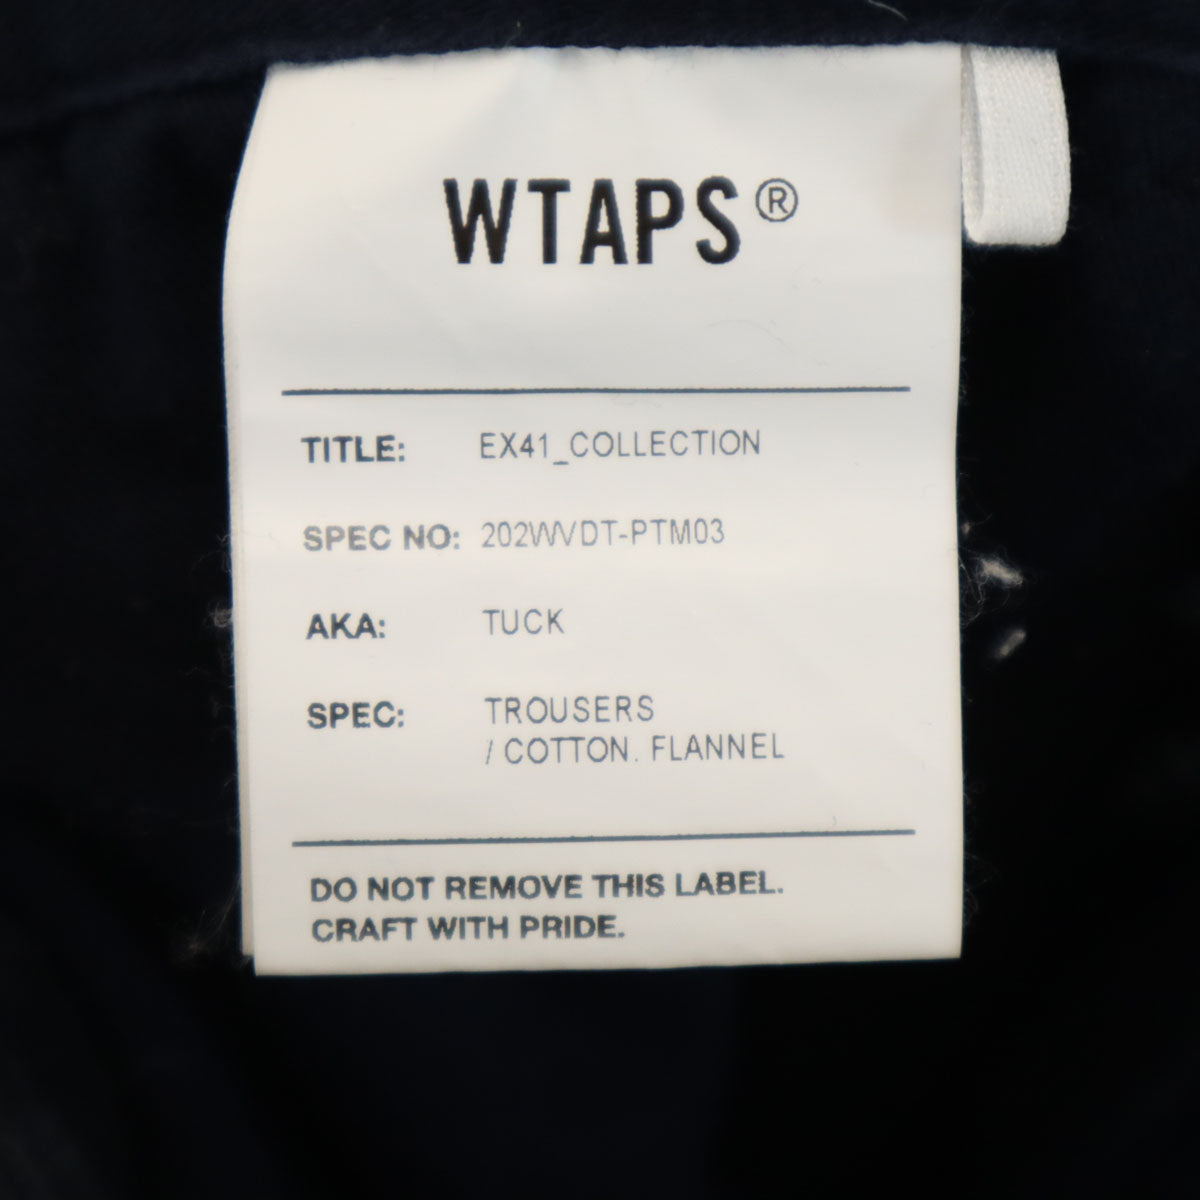 WTAPS®
TITLE: EX41_COLLECTION
SPEC NO: 202WVDT-PTM03
AKA: TUCK
SPEC: TROUSERS
/ COTTON. FLANNEL
DO NOT REMOVE THIS LABEL.
CRAFT WITH PRIDE.